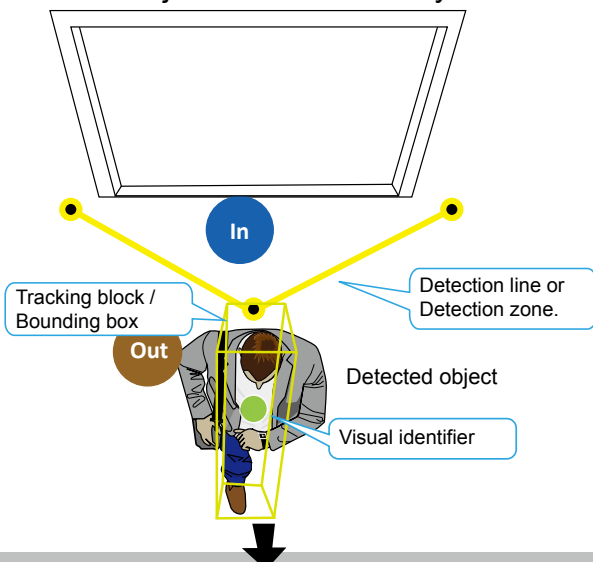 In
Tracking block /
Bounding box
Detection line or
Detection zone.
Out
Detected object
Visual identifier